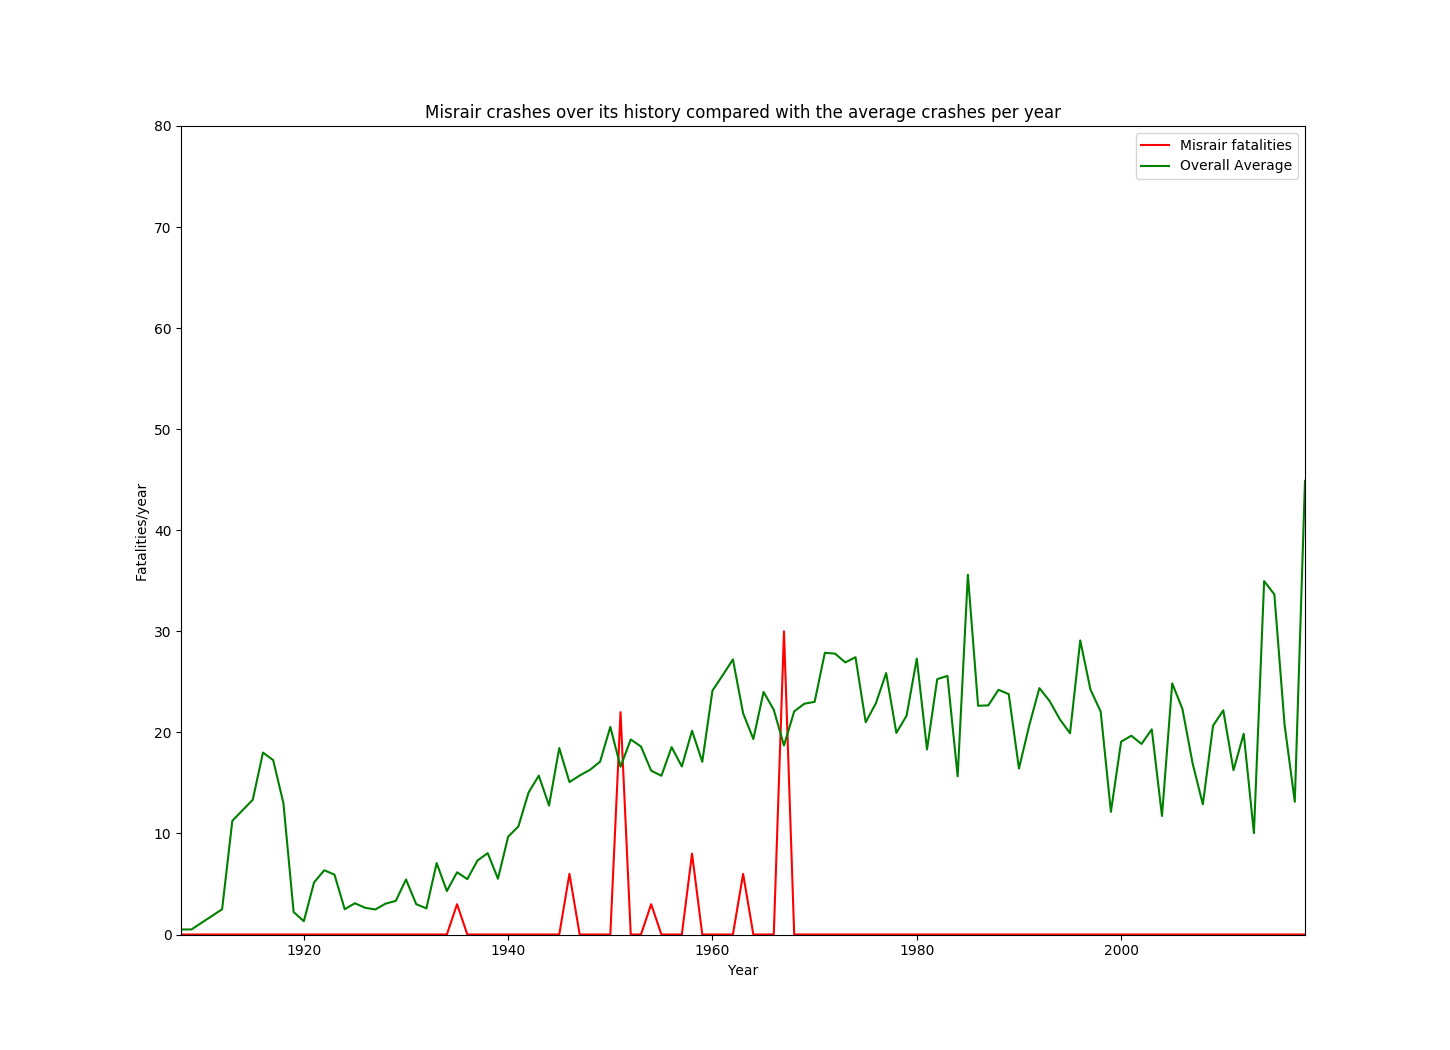 Misrair crashes over its history compared with the average crashes per year
80
70
60
50
40
30
20
10
0
Fatalities/year
Misrair fatalities
Overall Average
1920 1940 1960 1980 2000
Year